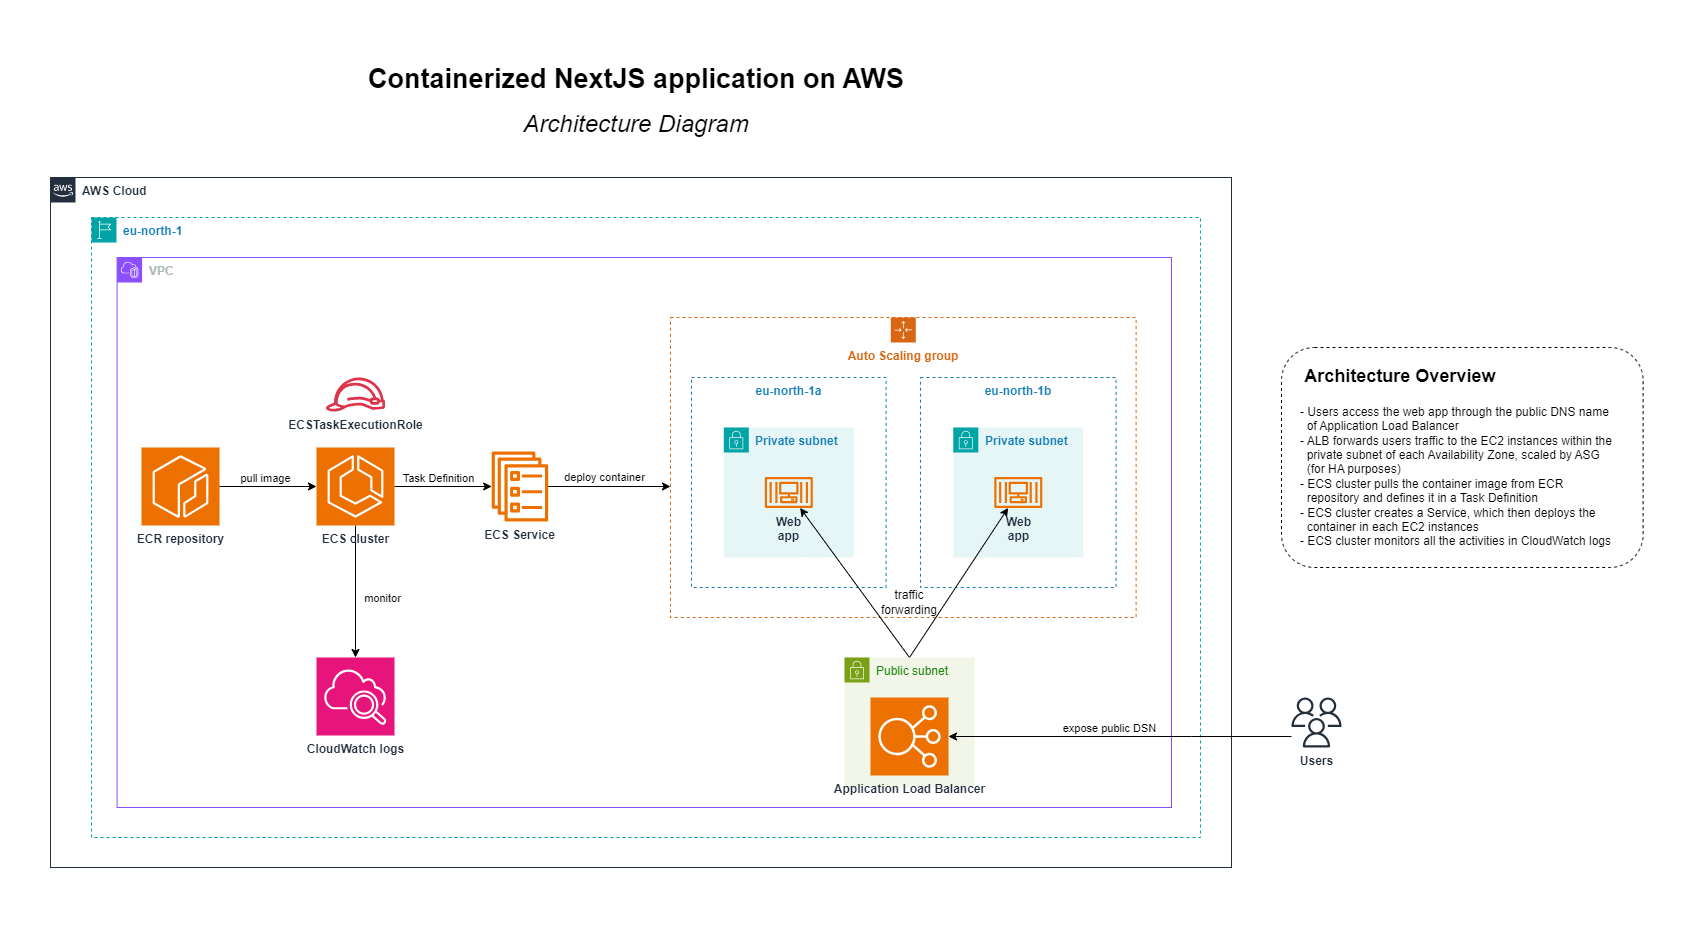 Containerized NextJS application on AWS
Architecture Diagram
aws
AWS Cloud
eu-north-1
VPC
Auto Scaling group
eu-north-1a
eu-north-1b
Private subnet
Private subnet
Web
app
Web
app
ECSTaskExecutionRole
pull image
Task Definition
deploy container
ECR repository
ECS cluster
ECS Service
monitor
CloudWatch logs
traffic
forwarding
Public subnet
Application Load Balancer
expose public DSN
Users
Architecture Overview
- Users access the web app through the public DNS name
of Application Load Balancer
- ALB forwards users traffic to the EC2 instances within the
private subnet of each Availability Zone, scaled by ASG
(for HA purposes)
- ECS cluster pulls the container image from ECR
repository and defines it in a Task Definition
- ECS cluster creates a Service, which then deploys the
container in each EC2 instances
- ECS cluster monitors all the activities in CloudWatch logs